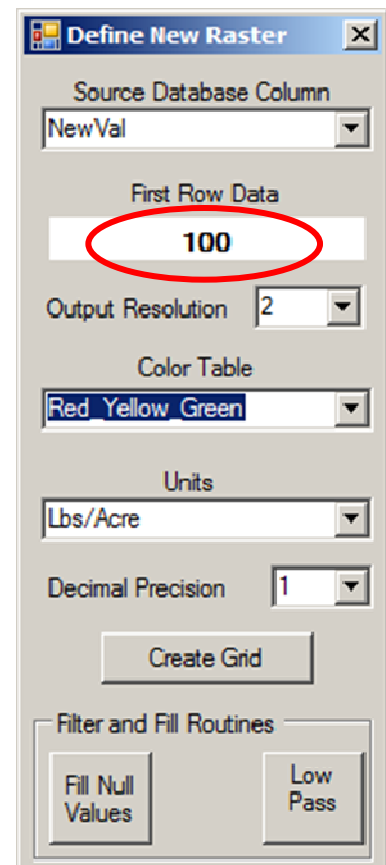 Define New Raster
Source Database Column
NewVal
First Row Data
100
Output Resolution 2
Color Table
Red_Yellow_Green
Units
Lbs/Acre
Decimal Precision 1
Create Grid
Filter and Fill Routines
Fill Null
Values
Low
Pass